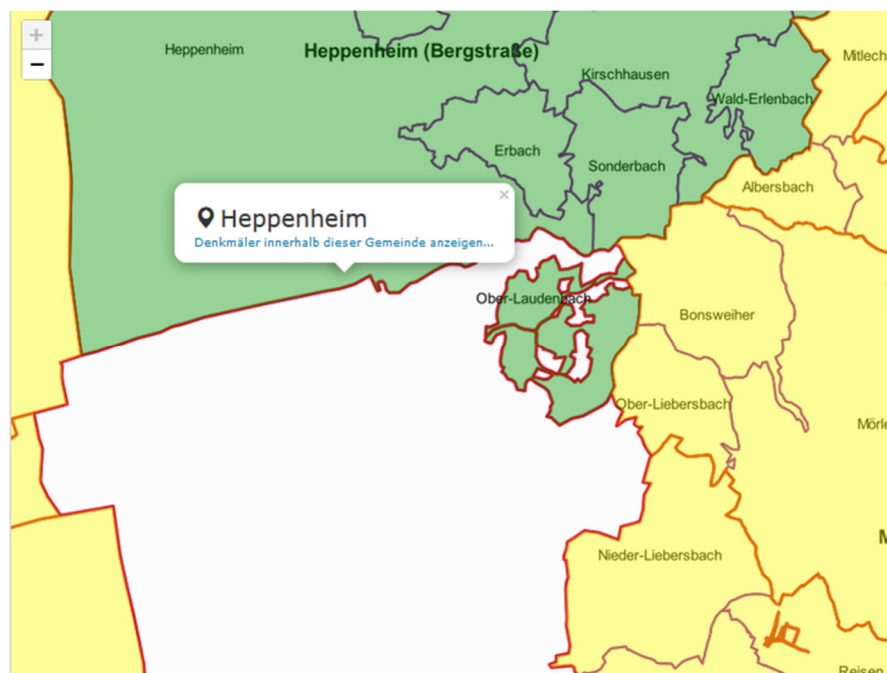 +
−
Heppenheim
Heppenheim (Bergstraße)
Mitlech
Kirschhausen
Wald-Erlenbach
Erbach
Sonderbach
Albersbach
×
Heppenheim
Denkmäler innerhalb dieser Gemeinde anzeigen...
Ober-Laudenbach
Bonsweiher
Ober-Liebersbach
Mörle
M
Nieder-Liebersbach
Reisen